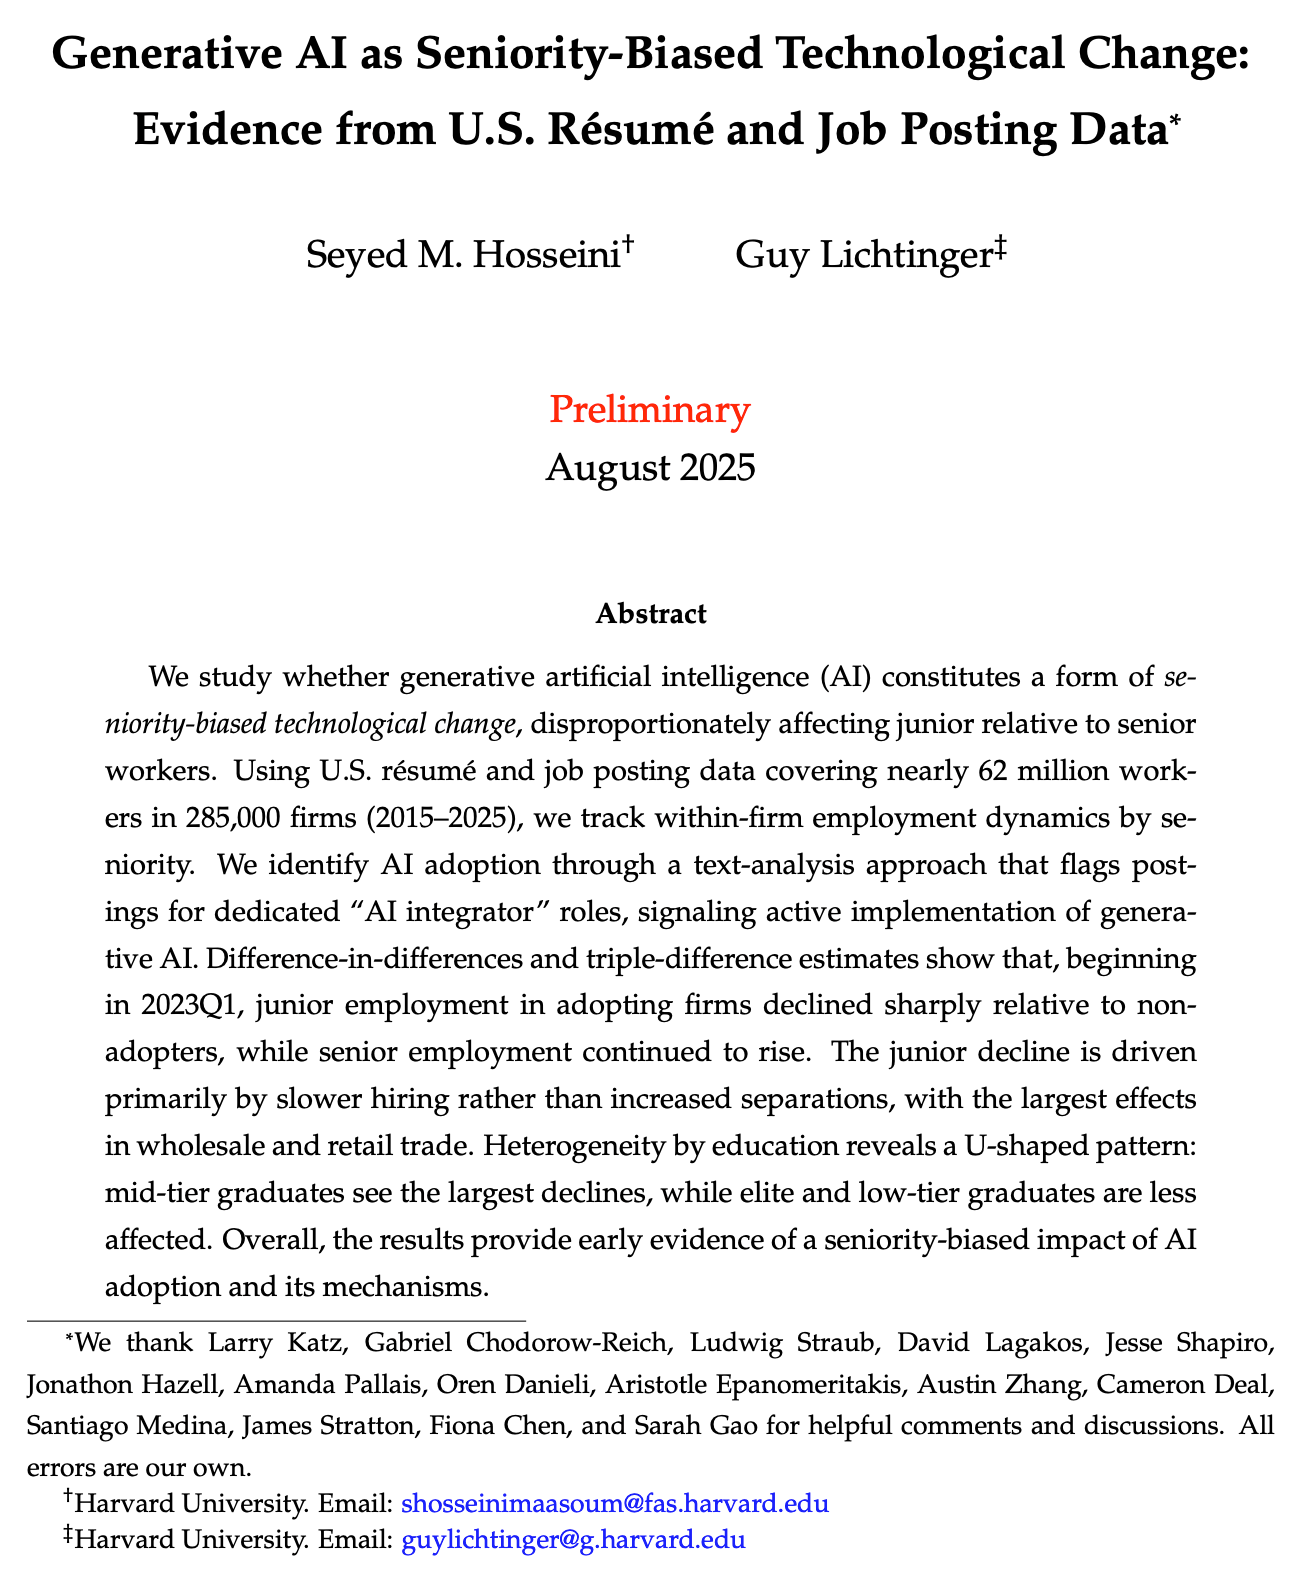 Generative AI as Seniority-Biased Technological Change:
Evidence from U.S. Résumé and Job Posting Data*
Seyed M. Hosseini† Guy Lichtinger‡
Preliminary
August 2025
Abstract
We study whether generative artificial intelligence (AI) constitutes a form of se-
niority-biased technological change, disproportionately affecting junior relative to senior
workers. Using U.S. résumé and job posting data covering nearly 62 million work-
ers in 285,000 firms (2015–2025), we track within-firm employment dynamics by se-
niority. We identify AI adoption through a text-analysis approach that flags post-
ings for dedicated “AI integrator” roles, signaling active implementation of genera-
tive AI. Difference-in-differences and triple-difference estimates show that, beginning
in 2023Q1, junior employment in adopting firms declined sharply relative to non-
adopters, while senior employment continued to rise. The junior decline is driven
primarily by slower hiring rather than increased separations, with the largest effects
in wholesale and retail trade. Heterogeneity by education reveals a U-shaped pattern:
mid-tier graduates see the largest declines, while elite and low-tier graduates are less
affected. Overall, the results provide early evidence of a seniority-biased impact of AI
adoption and its mechanisms.
*We thank Larry Katz, Gabriel Chodorow-Reich, Ludwig Straub, David Lagakos, Jesse Shapiro,
Jonathon Hazell, Amanda Pallais, Oren Danieli, Aristotle Epanomeritakis, Austin Zhang, Cameron Deal,
Santiago Medina, James Stratton, Fiona Chen, and Sarah Gao for helpful comments and discussions. All
errors are our own.
†Harvard University. Email: shosseinimaasoum@fas.harvard.edu
‡Harvard University. Email: guylichtinger@g.harvard.edu